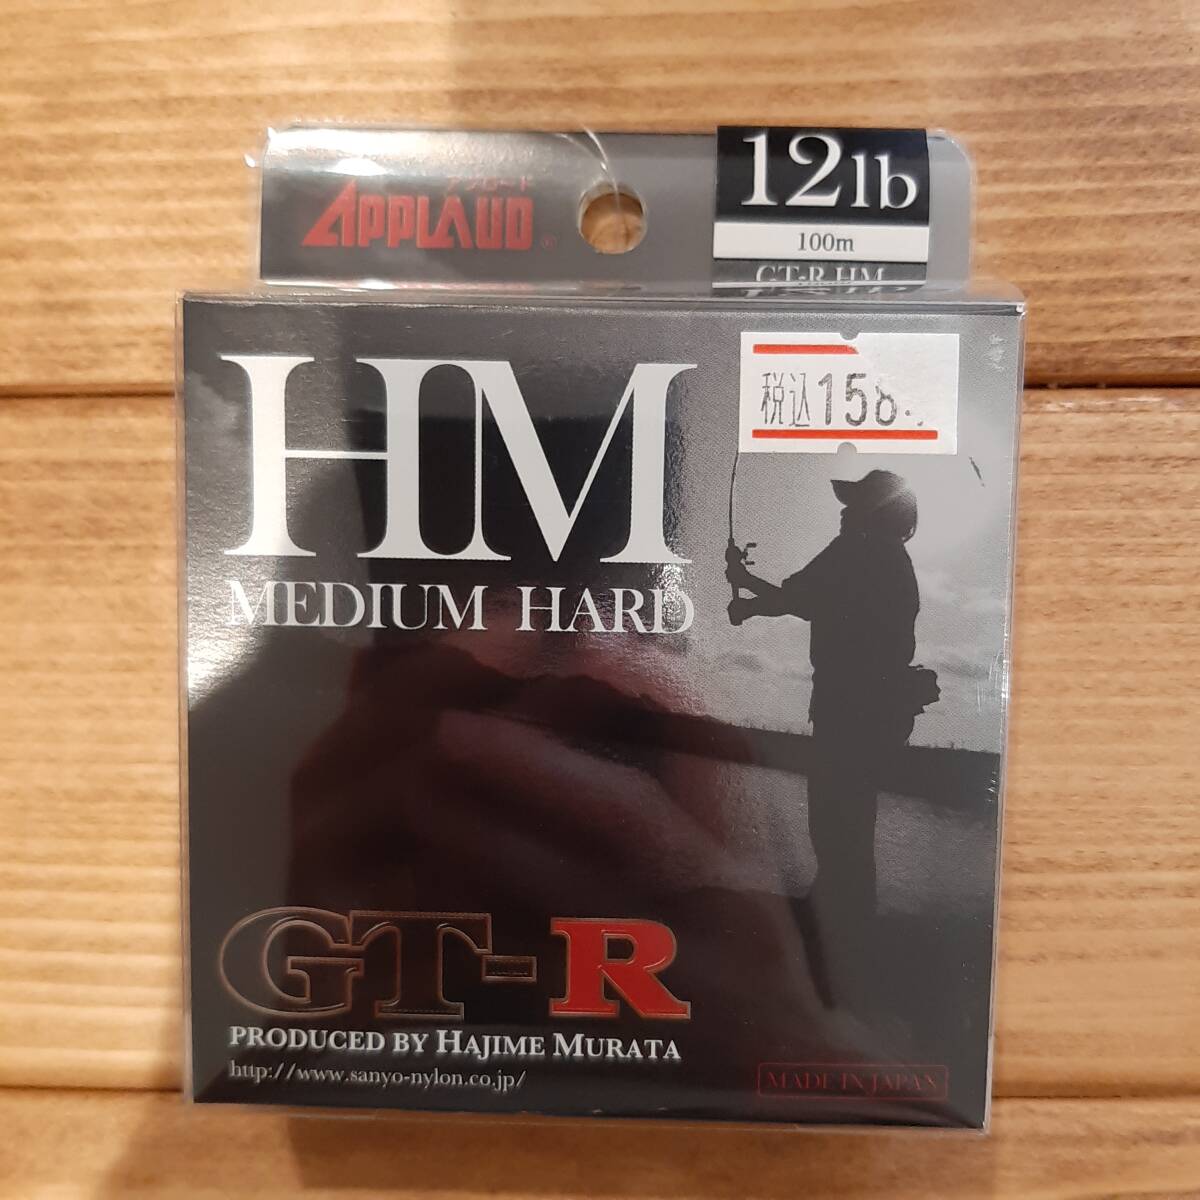 アプロード
APPLAUD®
12lb
100m
GT-R HM
HM
税込158
MEDIUM HARD
GT-R
PRODUCED BY HAJIME MURATA
http://www.sanyo-nylon.co.jp/
MADE IN JAPAN